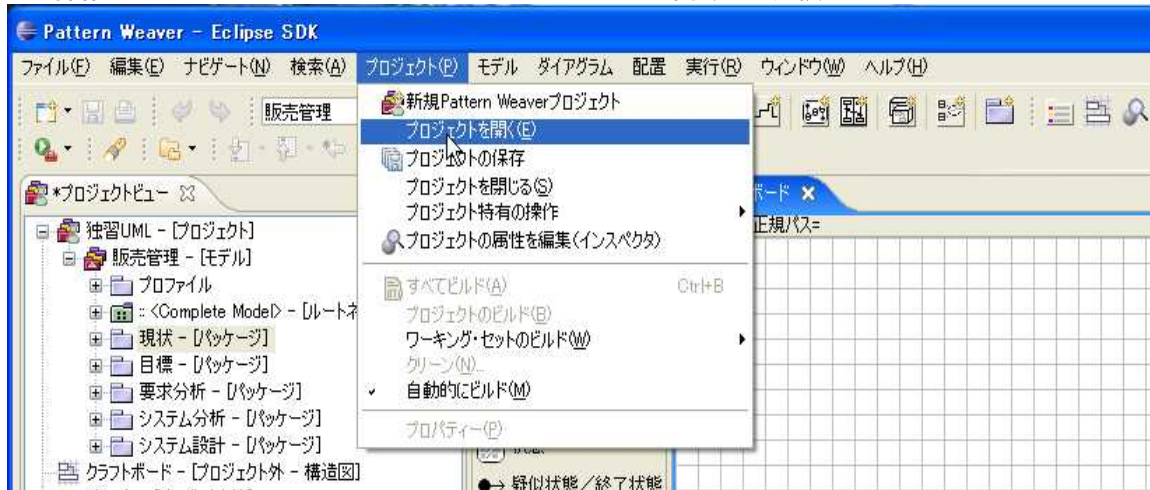 Pattern Weaver - Eclipse SDK
ファイル(F) 編集(E) ナビゲート(N) 検索(A) プロジェクト(P) モデル ダイアグラム 配置 実行(R) ウィンドウ(W) ヘルプ(H)
販売管理
新規Pattern Weaverプロジェクト
プロジェクトを開く(E)
プロジェクトの保存
プロジェクトを閉じる(S)
プロジェクト特有の操作
プロジェクトの属性を編集(インスペクタ)
すべてビルド(A) Ctrl+B
プロジェクトのビルド(B)
ワーキング・セットのビルド(W)
クリーン(N)...
自動的にビルド(M)
プロパティー(P)
*プロジェクトビュー
独習UML - [プロジェクト]
販売管理 - [モデル]
プロファイル
:: <Complete Model> - [ルートネ
現状 - [パッケージ]
目標 - [パッケージ]
要求分析 - [パッケージ]
システム分析 - [パッケージ]
システム設計 - [パッケージ]
クラフトボード - [プロジェクト外 - 構造図]
ボード
正規パス=
疑似状態／終了状態